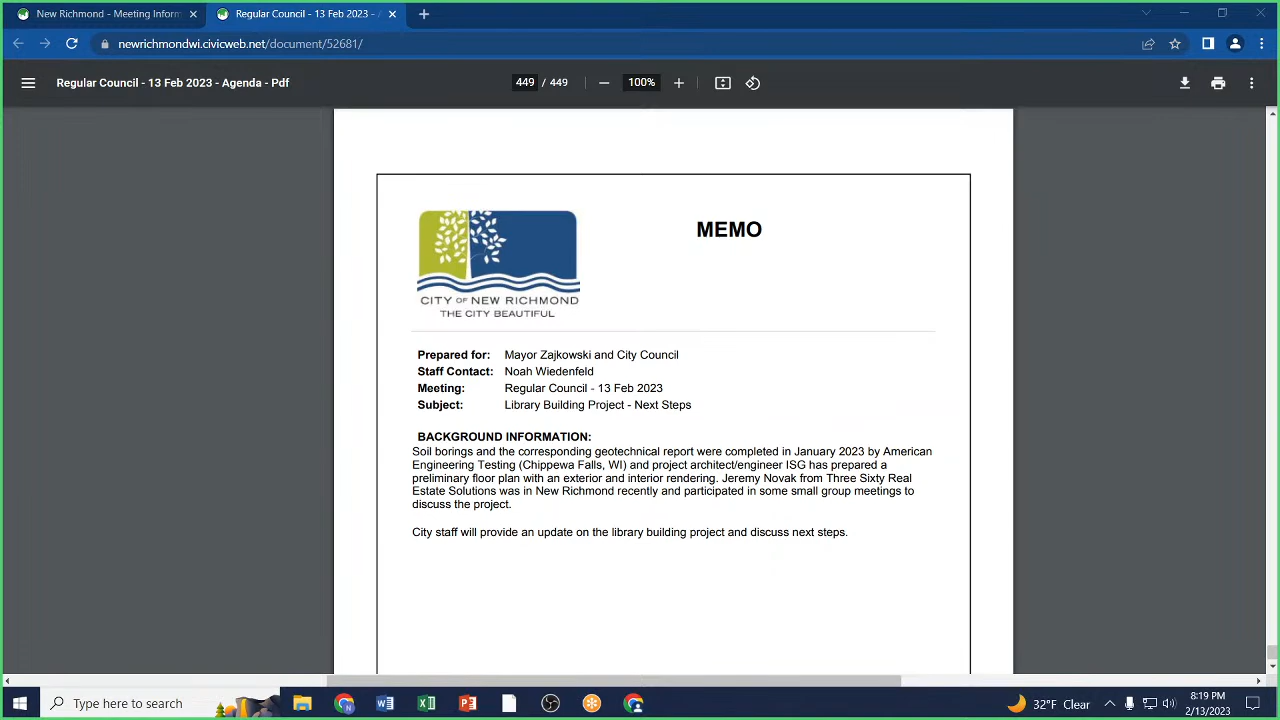 New Richmond - Meeting Inform
Regular Council - 13 Feb 2023 -
newrichmondwi.civicweb.net/document/52681/
Regular Council - 13 Feb 2023 - Agenda - Pdf
449 / 449
100%
MEMO
CITY OF NEW RICHMOND
THE CITY BEAUTIFUL
Prepared for: Mayor Zajkowski and City Council
Staff Contact: Noah Wiedenfeld
Meeting: Regular Council - 13 Feb 2023
Subject: Library Building Project - Next Steps
BACKGROUND INFORMATION:
Soil borings and the corresponding geotechnical report were completed in January 2023 by American
Engineering Testing (Chippewa Falls, WI) and project architect/engineer ISG has prepared a
preliminary floor plan with an exterior and interior rendering. Jeremy Novak from Three Sixty Real
Estate Solutions was in New Richmond recently and participated in some small group meetings to
discuss the project.
City staff will provide an update on the library building project and discuss next steps.
Type here to search
32°F Clear
8:19 PM
2/13/2023